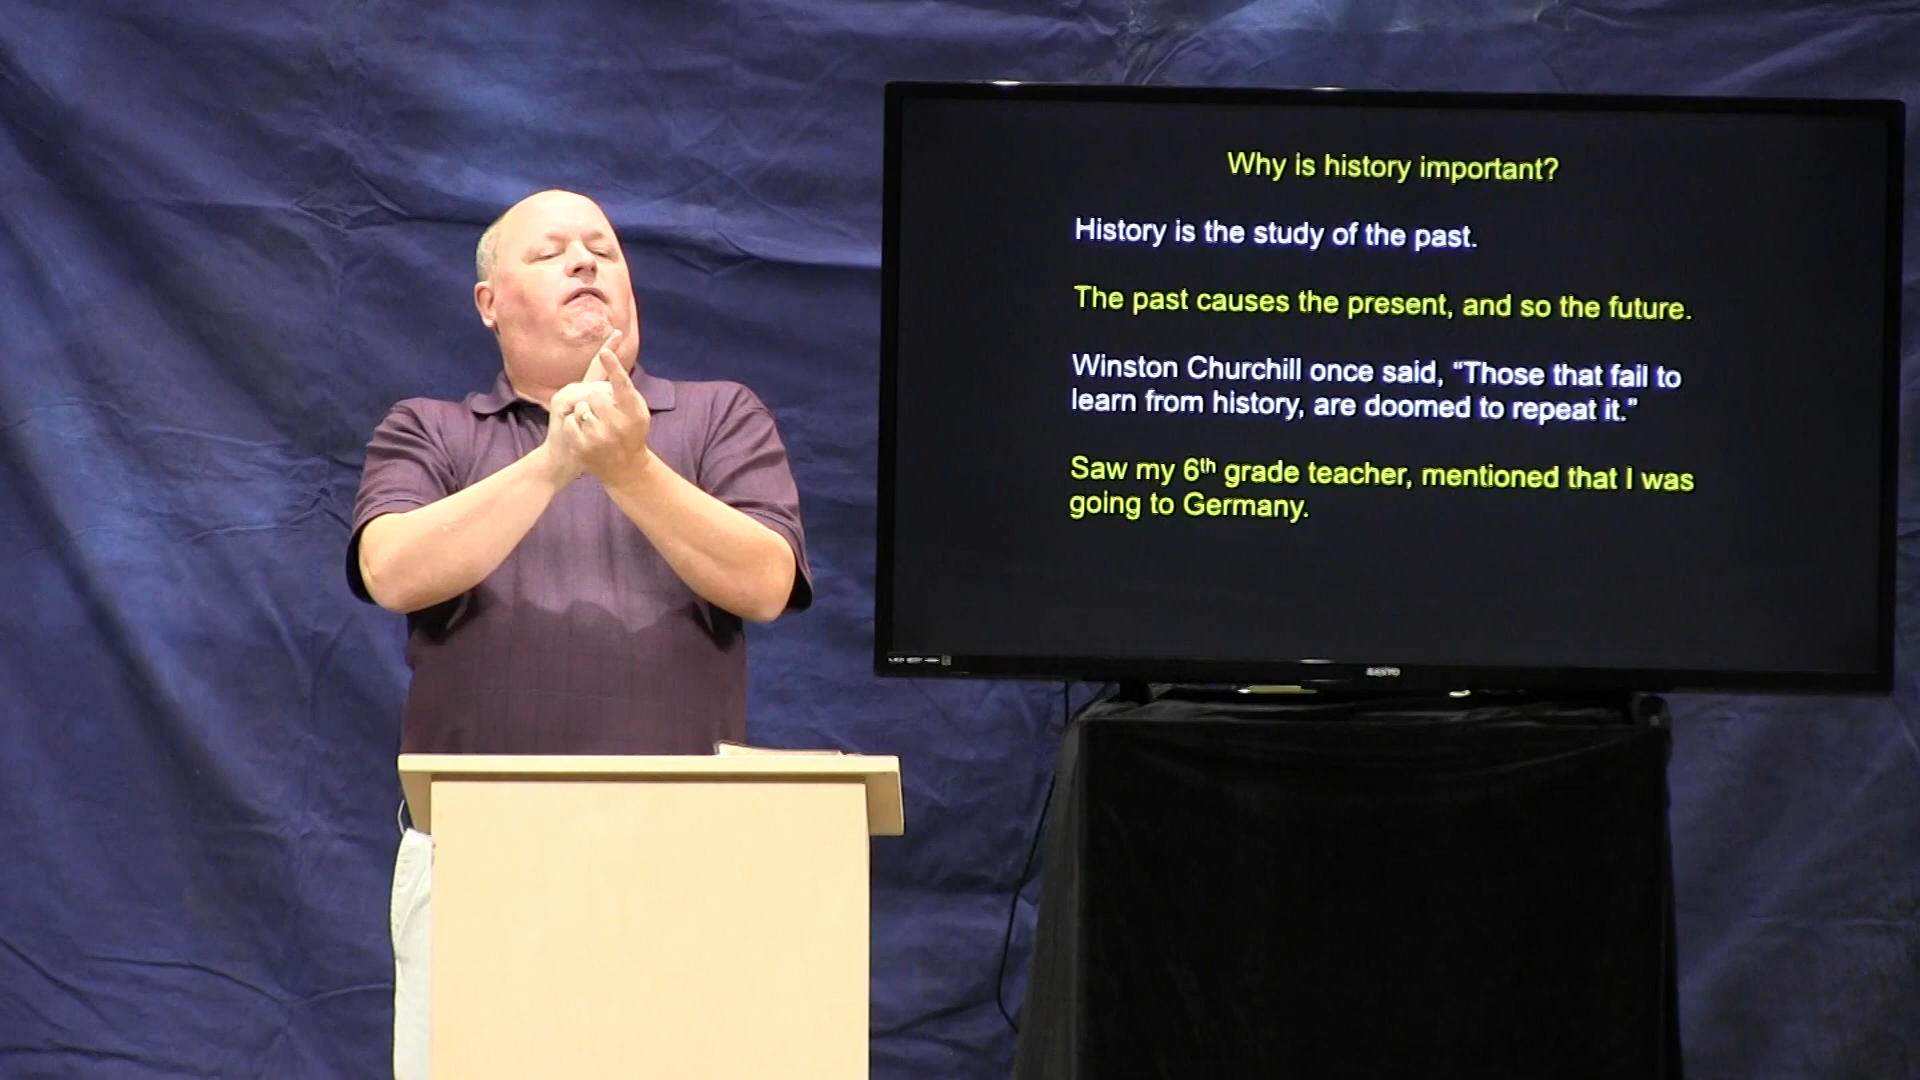 Why is history important?
History is the study of the past.
The past causes the present, and so the future.
Winston Churchill once said, “Those that fail to
learn from history, are doomed to repeat it.”
Saw my 6th grade teacher, mentioned that I was
going to Germany.
SANYO